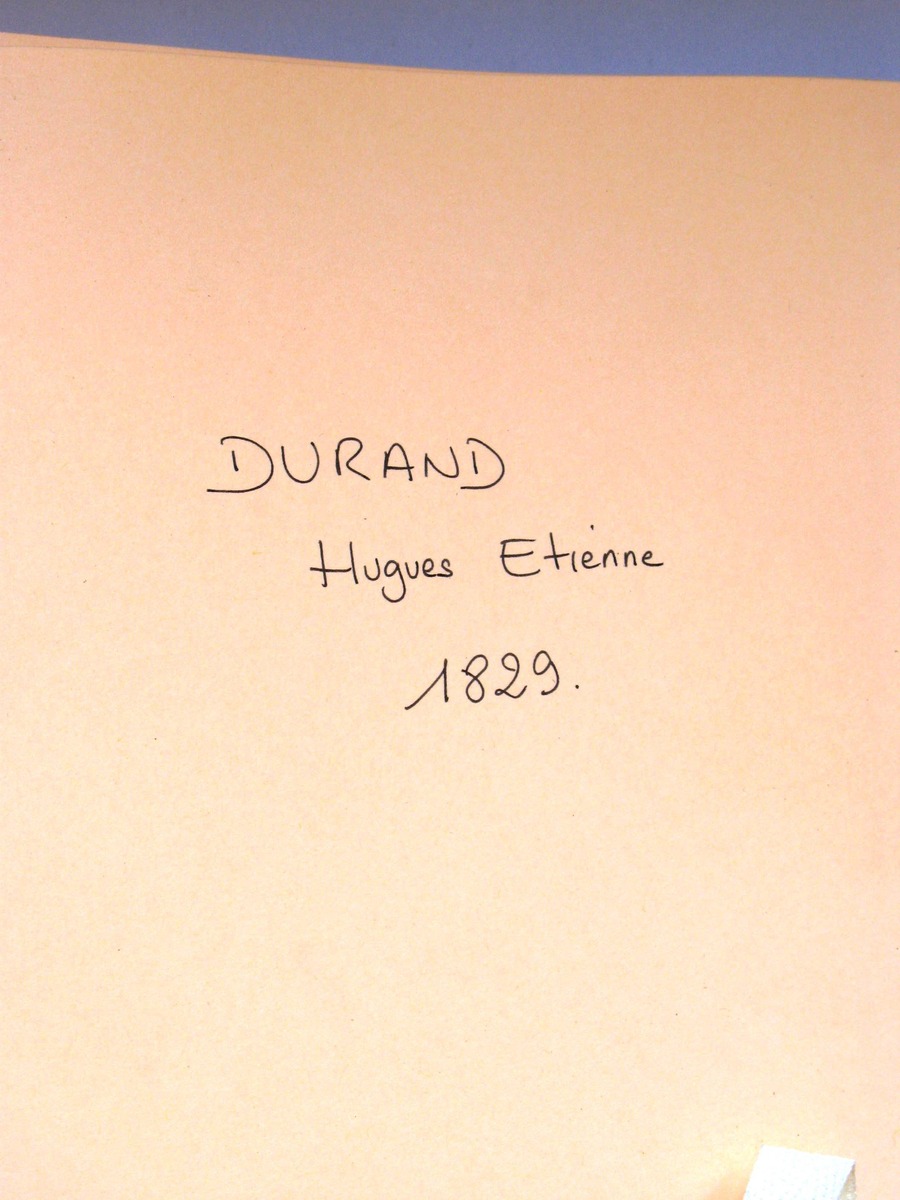 DURAND
Hugues Etienne
1829.